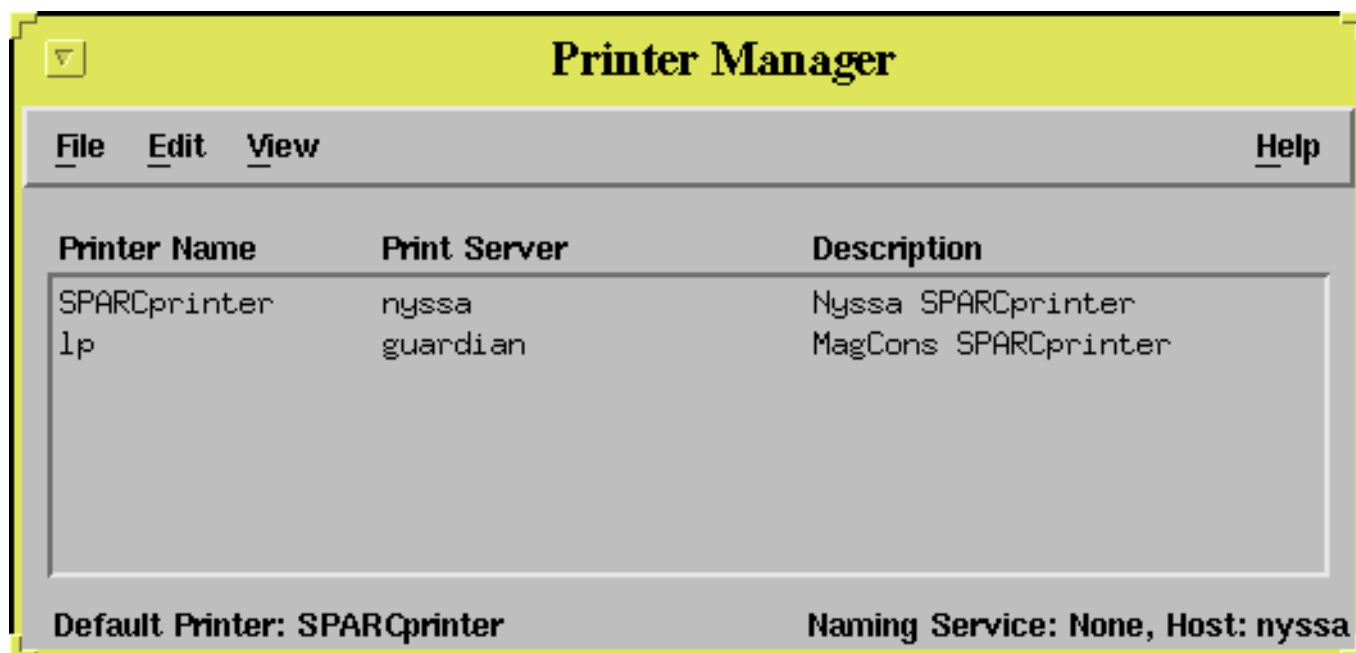 Printer Manager
File Edit View Help
Printer Name Print Server Description
SPARCprinter nyssa Nyssa SPARCprinter
lp guardian MagCons SPARCprinter
Default Printer: SPARCprinter Naming Service: None, Host: nyssa